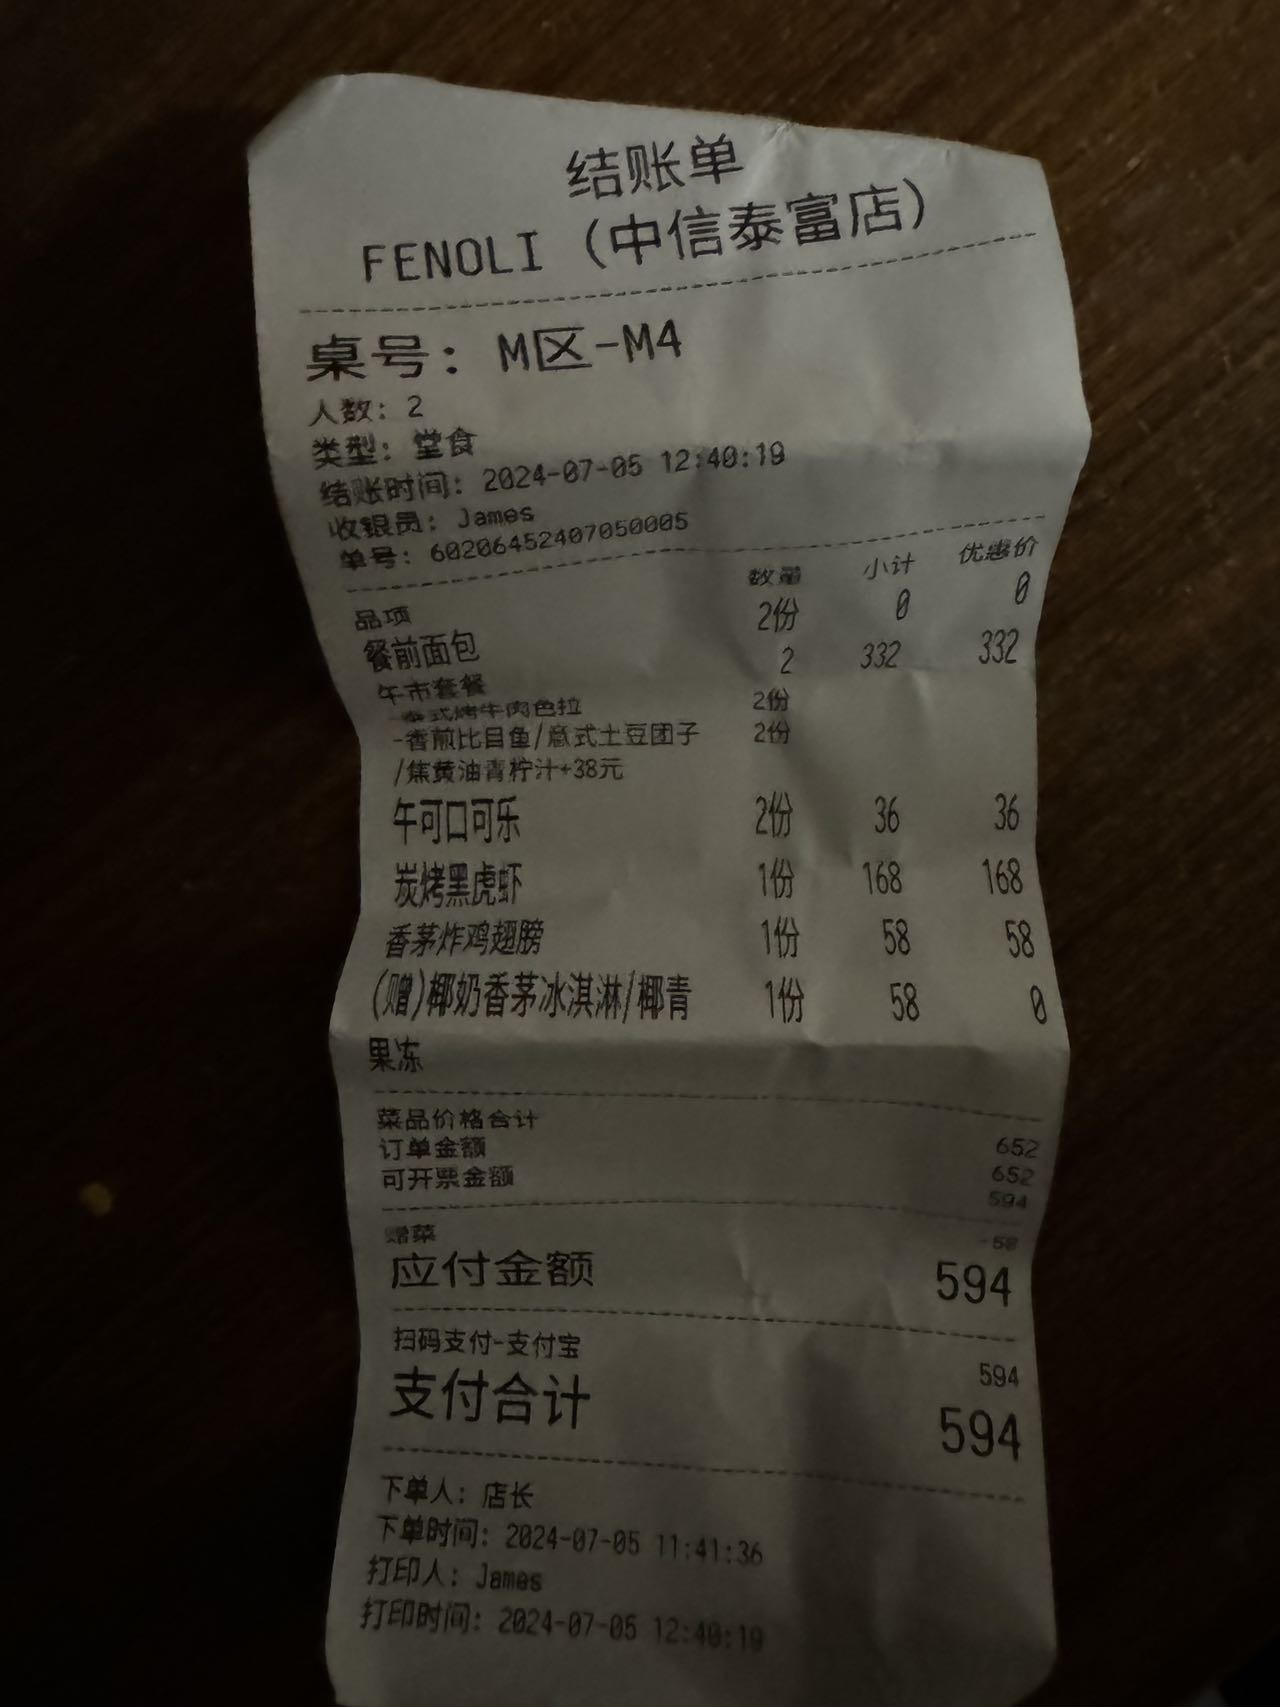 结账单
FENOLI (中信泰富店)
桌号: M区-M4
人数: 2
类型: 堂食
结账时间: 2024-07-05 12:40:19
收银员: James
单号: 602064524070​50005
品项 数量 小计 优惠价
餐前面包 2份 0 0
午市套餐 2 332 332
-泰式烤牛肉色拉 2份
-香煎比目鱼/意式土豆团子 2份
/焦黄油青柠汁+38元
午可口可乐 2份 36 36
炭烤黑虎虾 1份 168 168
香茅炸鸡翅膀 1份 58 58
(赠)椰奶香茅冰淇淋/椰青 1份 58 0
果冻
菜品价格合计 652
订单金额 652
可开票金额 594
赠菜 -58
应付金额 594
扫码支付-支付宝 594
支付合计 594
下单人: 店长
下单时间: 2024-07-05 11:41:36
打印人: James
打印时间: 2024-07-05 12:40:19